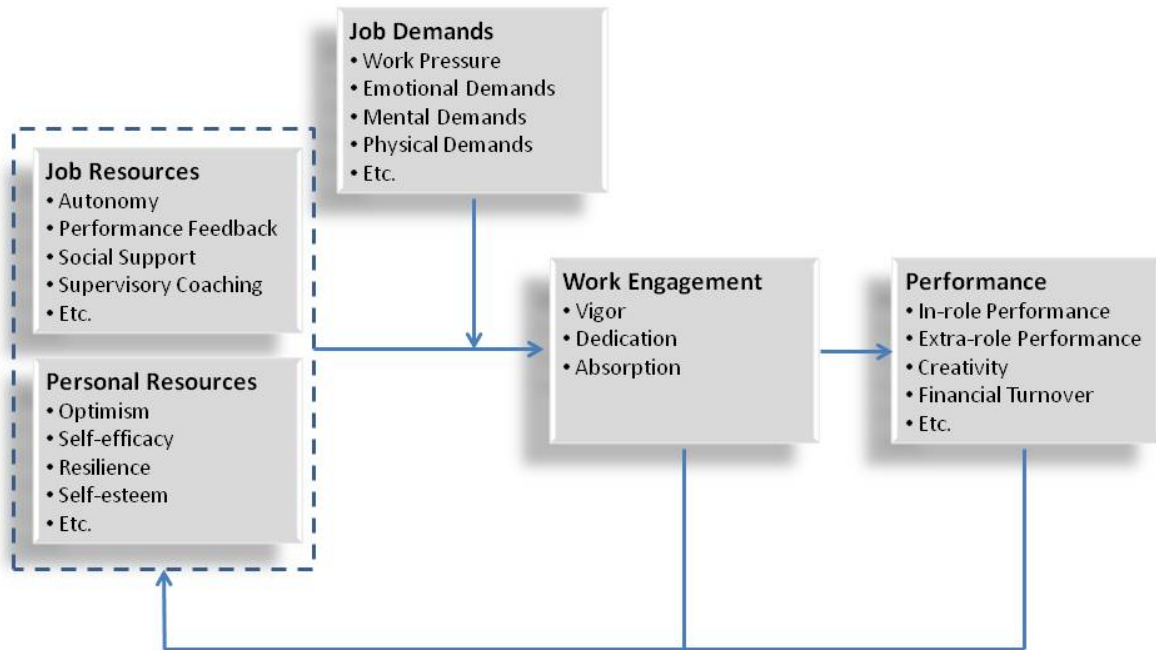 Job Demands
• Work Pressure
• Emotional Demands
• Mental Demands
• Physical Demands
• Etc.
Job Resources
• Autonomy
• Performance Feedback
• Social Support
• Supervisory Coaching
• Etc.
Personal Resources
• Optimism
• Self-efficacy
• Resilience
• Self-esteem
• Etc.
Work Engagement
• Vigor
• Dedication
• Absorption
Performance
• In-role Performance
• Extra-role Performance
• Creativity
• Financial Turnover
• Etc.